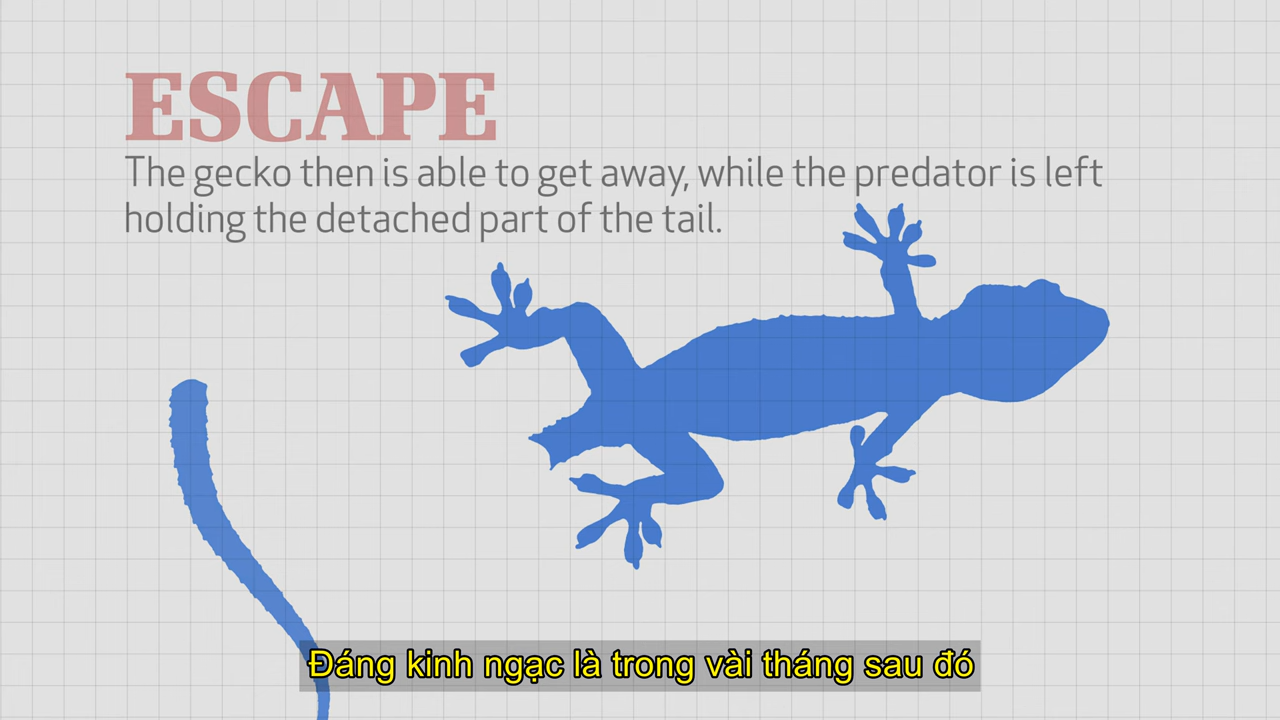 ESCAPE
The gecko then is able to get away, while the predator is left
holding the detached part of the tail.
Đáng kinh ngạc là trong vài tháng sau đó